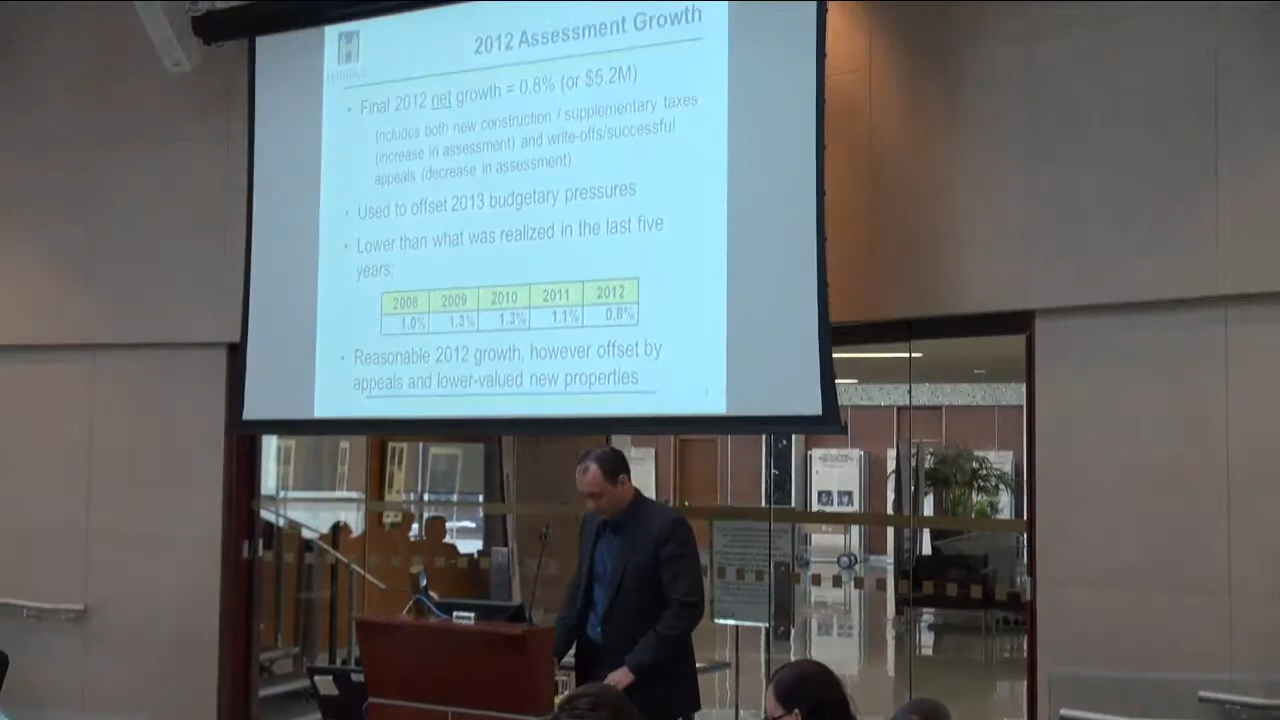 2012 Assessment Growth
Final 2012 net growth = 0.8% (or $5.2M)
Includes both new construction / supplementary taxes
(increase in assessment) and write-offs/successful
appeals (decrease in assessment)
Used to offset 2013 budgetary pressures
Lower than what was realized in the last five
years:
2008 2009 2010 2011 2012
1.0% 1.3% 1.3% 1.1% 0.8%
Reasonable 2012 growth, however offset by
appeals and lower-valued new properties